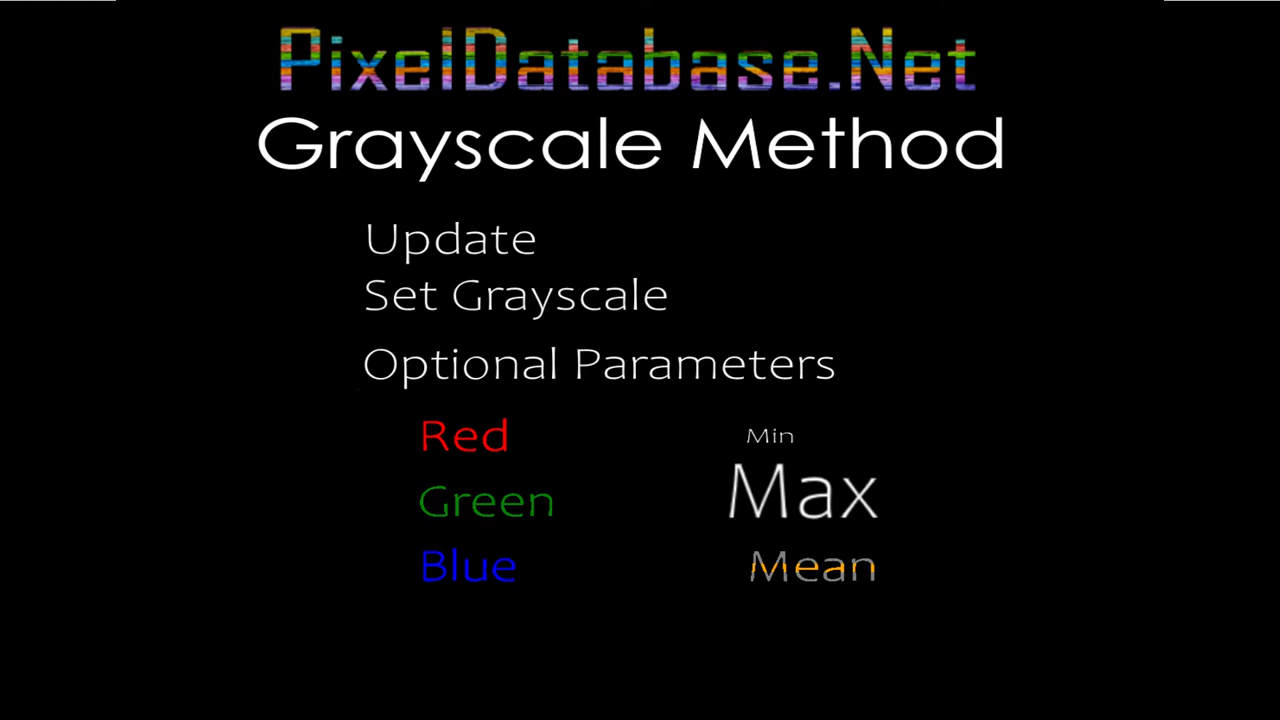 PixelDatabase.Net
Grayscale Method
Update
Set Grayscale
Optional Parameters
Red
Min
Green
Max
Blue
Mean